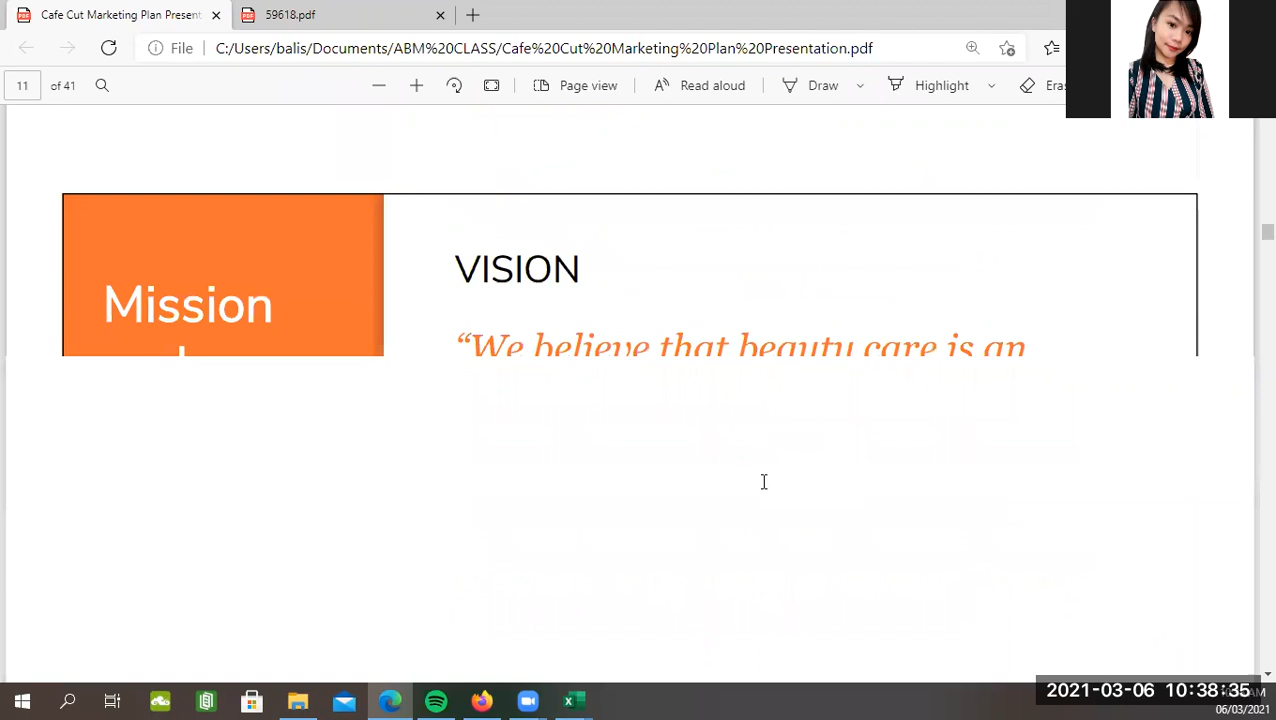 Cafe Cut Marketing Plan Present
59618.pdf
File
C:/Users/balis/Documents/ABM%20CLASS/Cafe%20Cut%20Marketing%20Plan%20Presentation.pdf
11 of 41
Page view
Read aloud
Draw
Highlight
Eras
VISION
Mission
"We believe that beauty care is an
2021-03-06 10:38:35
06/03/2021